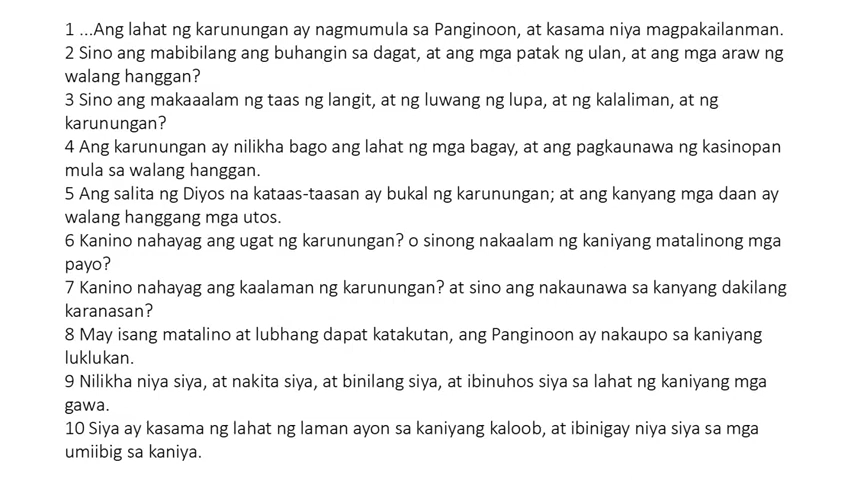 1 ...Ang lahat ng karunungan ay nagmumula sa Panginoon, at kasama niya magpakailanman.
2 Sino ang mabibilang ang buhangin sa dagat, at ang mga patak ng ulan, at ang mga araw ng
walang hanggan?
3 Sino ang makaaalam ng taas ng langit, at ng luwang ng lupa, at ng kalaliman, at ng
karunungan?
4 Ang karunungan ay nilikha bago ang lahat ng mga bagay, at ang pagkaunawa ng kasinopan
mula sa walang hanggan.
5 Ang salita ng Diyos na kataas-taasan ay bukal ng karunungan; at ang kanyang mga daan ay
walang hanggang mga utos.
6 Kanino nahayag ang ugat ng karunungan? o sinong nakaalam ng kaniyang matalinong mga
payo?
7 Kanino nahayag ang kaalaman ng karunungan? at sino ang nakaunawa sa kanyang dakilang
karanasan?
8 May isang matalino at lubhang dapat katakutan, ang Panginoon ay nakaupo sa kaniyang
luklukan.
9 Nilikha niya siya, at nakita siya, at binilang siya, at ibinuhos siya sa lahat ng kaniyang mga
gawa.
10 Siya ay kasama ng lahat ng laman ayon sa kaniyang kaloob, at ibinigay niya siya sa mga
umiibig sa kaniya.